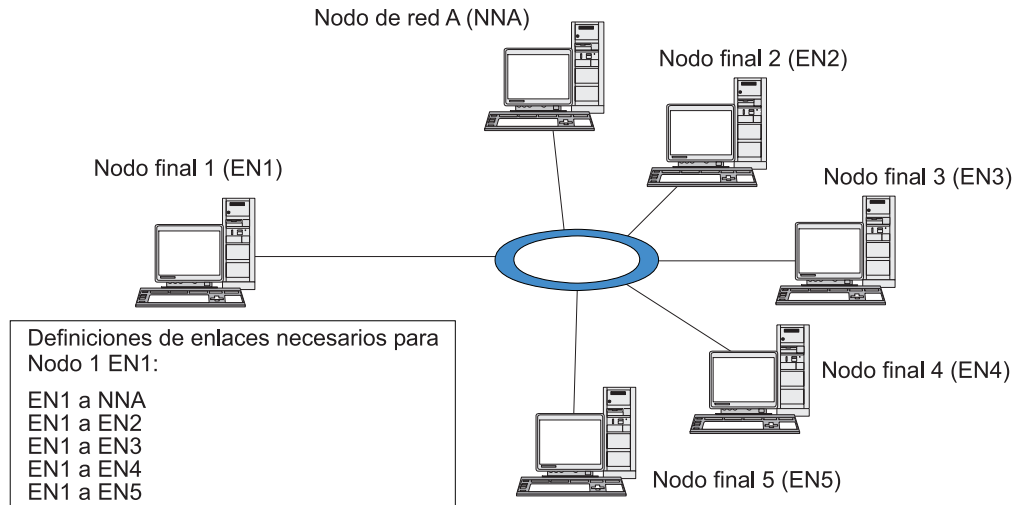 Nodo de red A (NNA)
Nodo final 2 (EN2)
Nodo final 1 (EN1)
Nodo final 3 (EN3)
Nodo final 4 (EN4)
Nodo final 5 (EN5)
Definiciones de enlaces necesarios para
Nodo 1 EN1:
EN1 a NNA
EN1 a EN2
EN1 a EN3
EN1 a EN4
EN1 a EN5